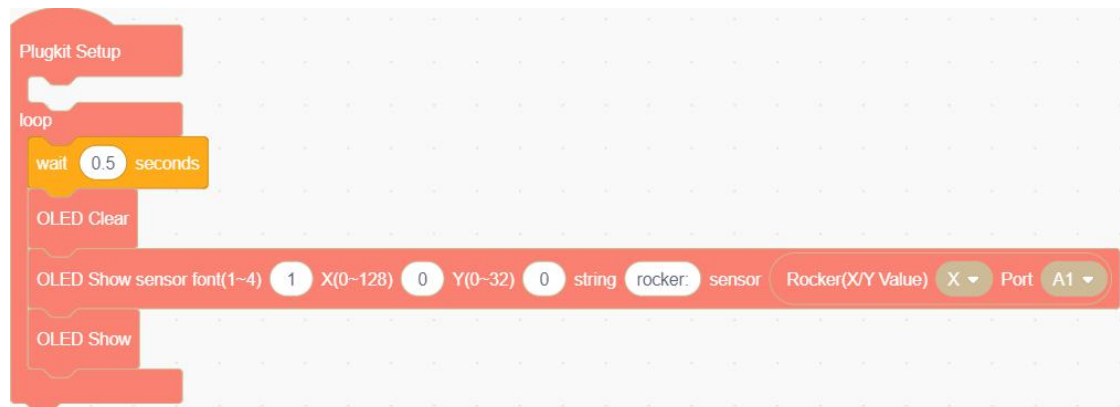 Plugkit Setup
loop
wait 0.5 seconds
OLED Clear
OLED Show sensor font(1~4) 1 X(0~128) 0 Y(0~32) 0 string rocker: sensor Rocker(X/Y Value) X Port A1
OLED Show